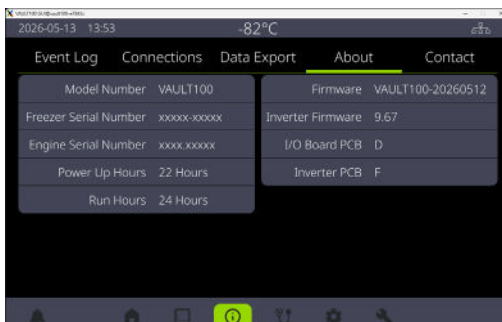 2026-05-13 13:53
-82°C
Event Log Connections Data Export About Contact
Model Number VAULT100
Freezer Serial Number xxxxx-xxxxx
Engine Serial Number xxxx.xxxxx
Power Up Hours 22 Hours
Run Hours 24 Hours
Firmware VAULT100-20260512
Inverter Firmware 9.67
I/O Board PCB D
Inverter PCB F